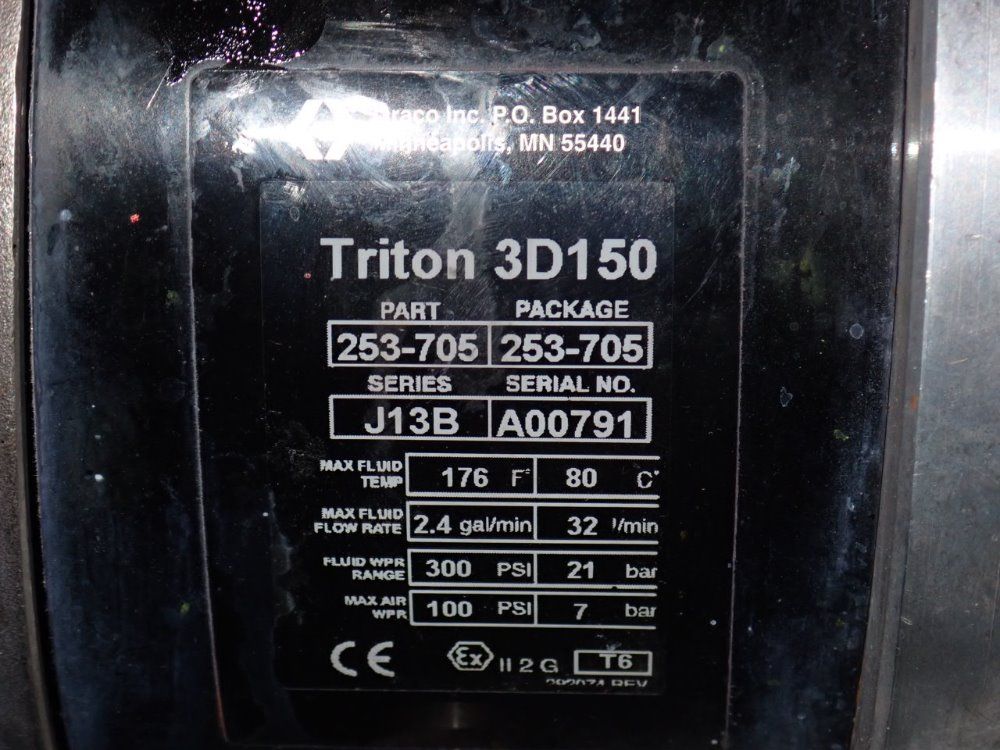 Graco Inc. P.O. Box 1441
Minneapolis, MN 55440
Triton 3D150
PART PACKAGE
253-705 253-705
SERIES SERIAL NO.
J13B A00791
MAX FLUID TEMP 176 F° 80 C°
MAX FLUID FLOW RATE 2.4 gal/min 32 l/min
FLUID WPR RANGE 300 PSI 21 bar
MAX AIR WPR 100 PSI 7 bar
CE Ex II 2 G T6
REV